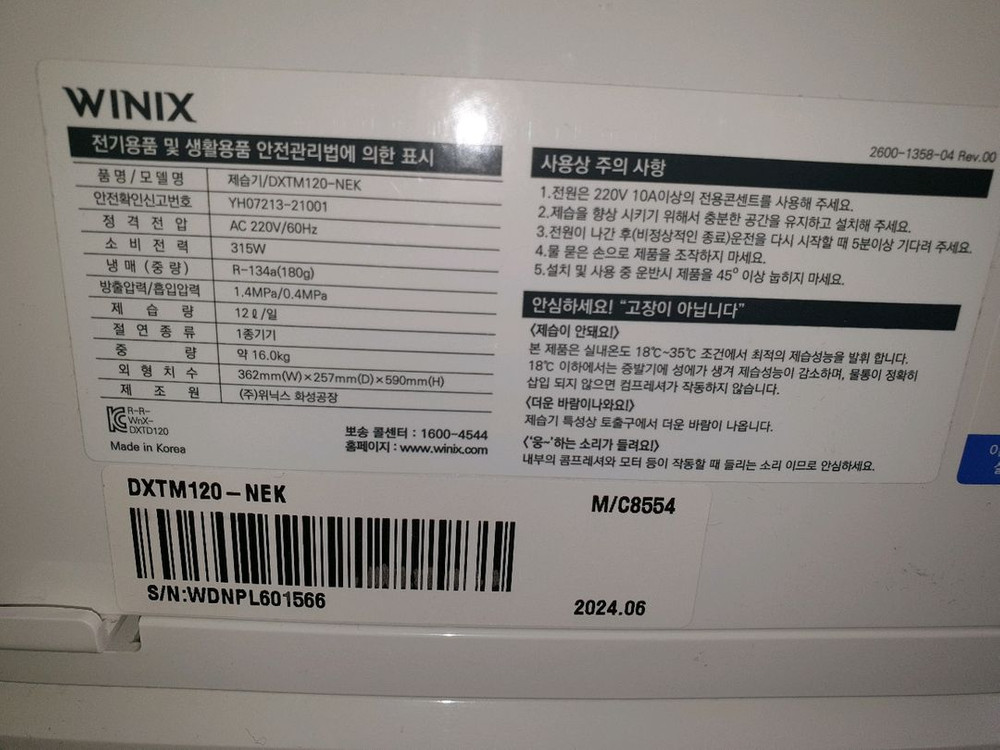 WINIX
전기용품 및 생활용품 안전관리법에 의한 표시
품명/모델명 제습기/DXTM120-NEK
안전확인신고번호 YH07213-21001
정격전압 AC 220V/60Hz
소비전력 315W
냉매(중량) R-134a(180g)
방출압력/흡입압력 1.4MPa/0.4MPa
제습량 12ℓ/일
절연종류 1종기기
중량 약 16.0kg
외형치수 362mm(W)×257mm(D)×590mm(H)
제조원 (주)위닉스 화성공장
R-R-
WnX-
DXTD120
Made in Korea
뽀송 콜센터 : 1600-4544
홈페이지 : www.winix.com
2600-1358-04 Rev.00
사용상 주의 사항
1.전원은 220V 10A이상의 전용콘센트를 사용해 주세요.
2.제습을 향상 시키기 위해서 충분한 공간을 유지하고 설치해 주세요.
3.전원이 나간 후(비정상적인 종료)운전을 다시 시작할 때 5분이상 기다려 주세요.
4.물 묻은 손으로 제품을 조작하지 마세요.
5.설치 및 사용 중 운반시 제품을 45° 이상 눕히지 마세요.
안심하세요! “고장이 아닙니다”
<제습이 안돼요!>
본 제품은 실내온도 18℃~35℃ 조건에서 최적의 제습성능을 발휘 합니다.
18℃ 이하에서는 증발기에 성에가 생겨 제습성능이 감소하며, 물통이 정확히
삽입 되지 않으면 컴프레셔가 작동하지 않습니다.
<더운 바람이나와요!>
제습기 특성상 토출구에서 더운 바람이 나옵니다.
<'웅~'하는 소리가 들려요!>
내부의 콤프레셔와 모터 등이 작동할 때 들리는 소리 이므로 안심하세요.
DXTM120-NEK
M/C8554
S/N:WDNPL601566
2024.06